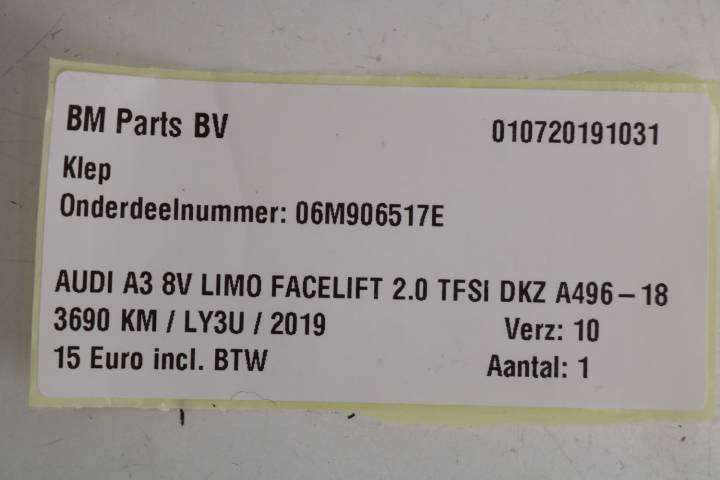 BM Parts BV 010720191031
Klep
Onderdeelnummer: 06M906517E
AUDI A3 8V LIMO FACELIFT 2.0 TFSI DKZ A496-18
3690 KM / LY3U / 2019 Verz: 10
15 Euro incl. BTW Aantal: 1